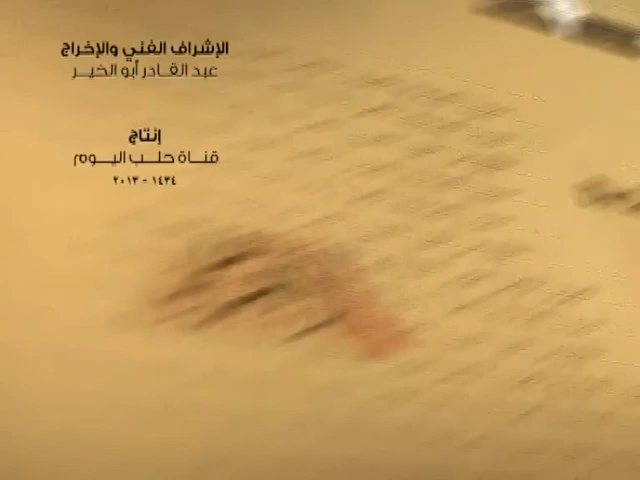 الإشراف الفني والإخراج
عبد القادر أبو الخير
إنتاج
قناة حلب اليوم
١٤٣٤ - ٢٠١٣